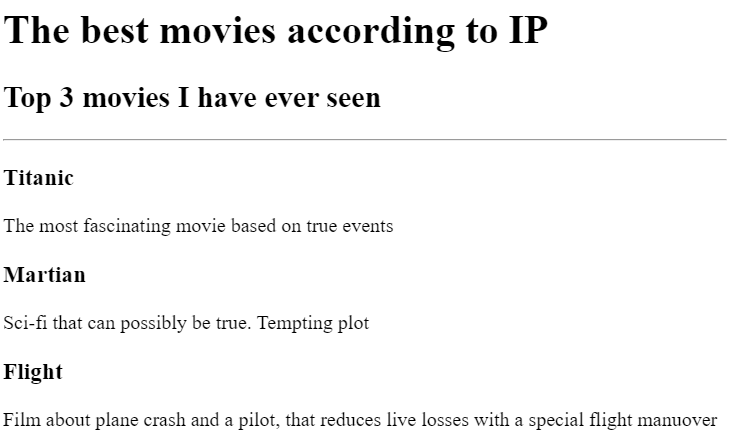 The best movies according to IP
Top 3 movies I have ever seen
Titanic
The most fascinating movie based on true events
Martian
Sci-fi that can possibly be true. Tempting plot
Flight
Film about plane crash and a pilot, that reduces live losses with a special flight manuover